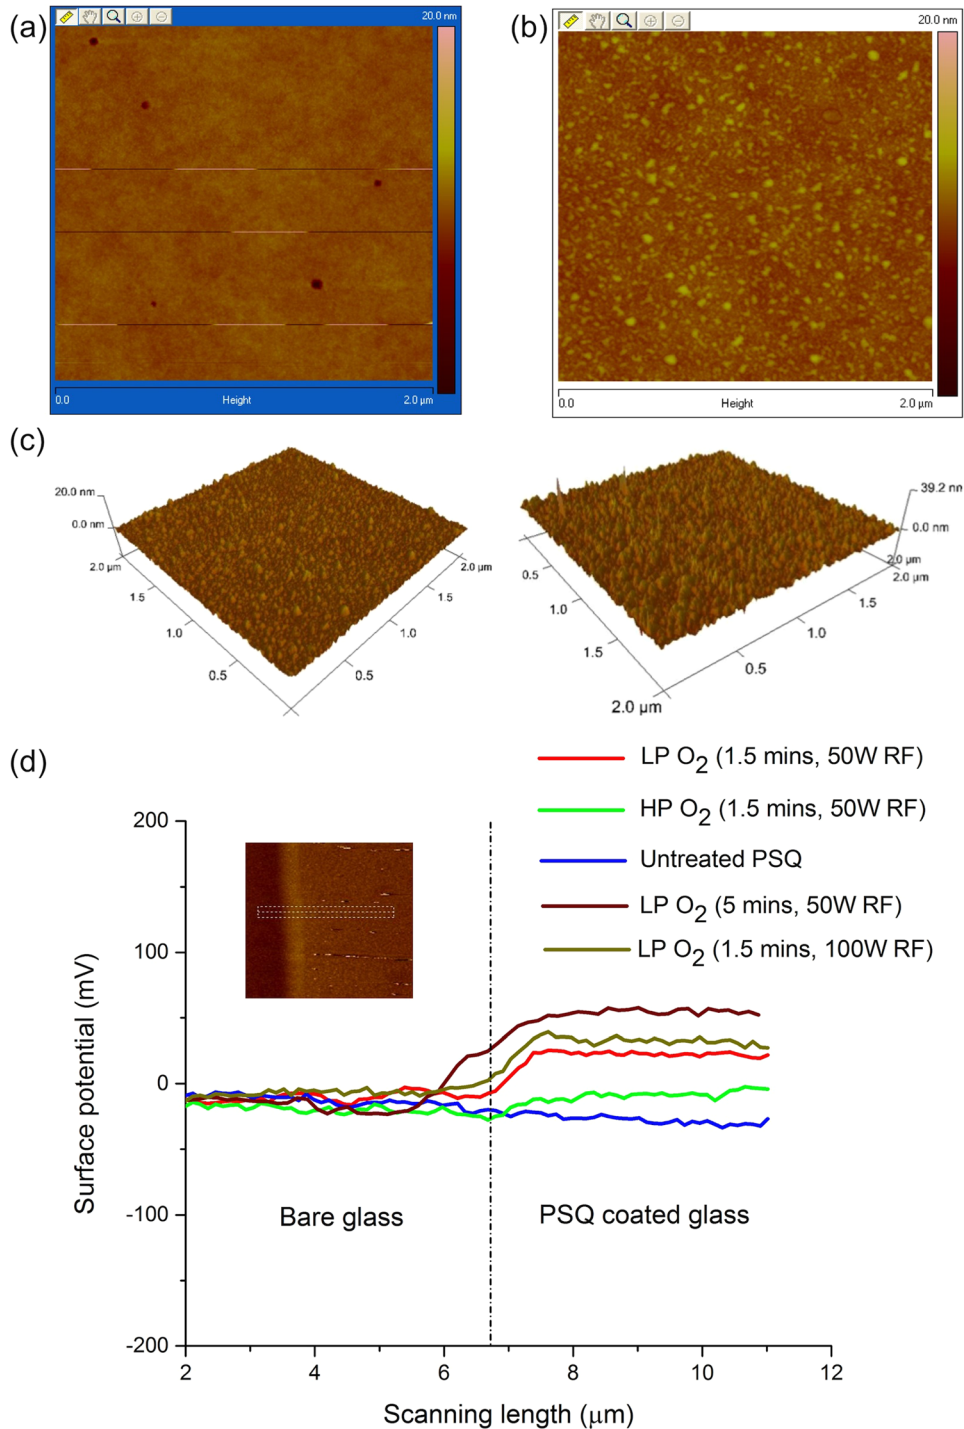 (a)
20.0 nm
0.0
Height
2.0 µm
(b)
20.0 nm
0.0
Height
2.0 µm
(c)
20.0 nm
0.0 nm
2.0 µm
1.5
1.0
0.5
0.5
1.0
1.5
2.0 µm
39.2 nm
0.0 nm
0.5
1.0
1.5
2.0 µm
0.5
1.0
1.5
2.0 µm
2.0 µm
(d)
LP O2 (1.5 mins, 50W RF)
HP O2 (1.5 mins, 50W RF)
Untreated PSQ
LP O2 (5 mins, 50W RF)
LP O2 (1.5 mins, 100W RF)
200
100
0
-100
-200
Surface potential (mV)
Bare glass
PSQ coated glass
2
4
6
8
10
12
Scanning length (µm)